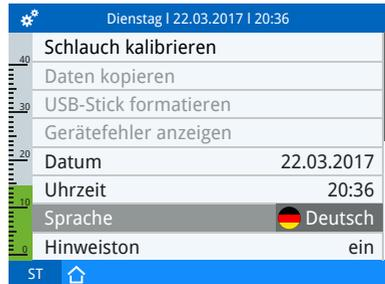 Dienstag | 22.03.2017 | 20:36
Schlauch kalibrieren
Daten kopieren
USB-Stick formatieren
Gerätefehler anzeigen
Datum 22.03.2017
Uhrzeit 20:36
Sprache Deutsch
Hinweiston ein
40
30
20
10
0
ST